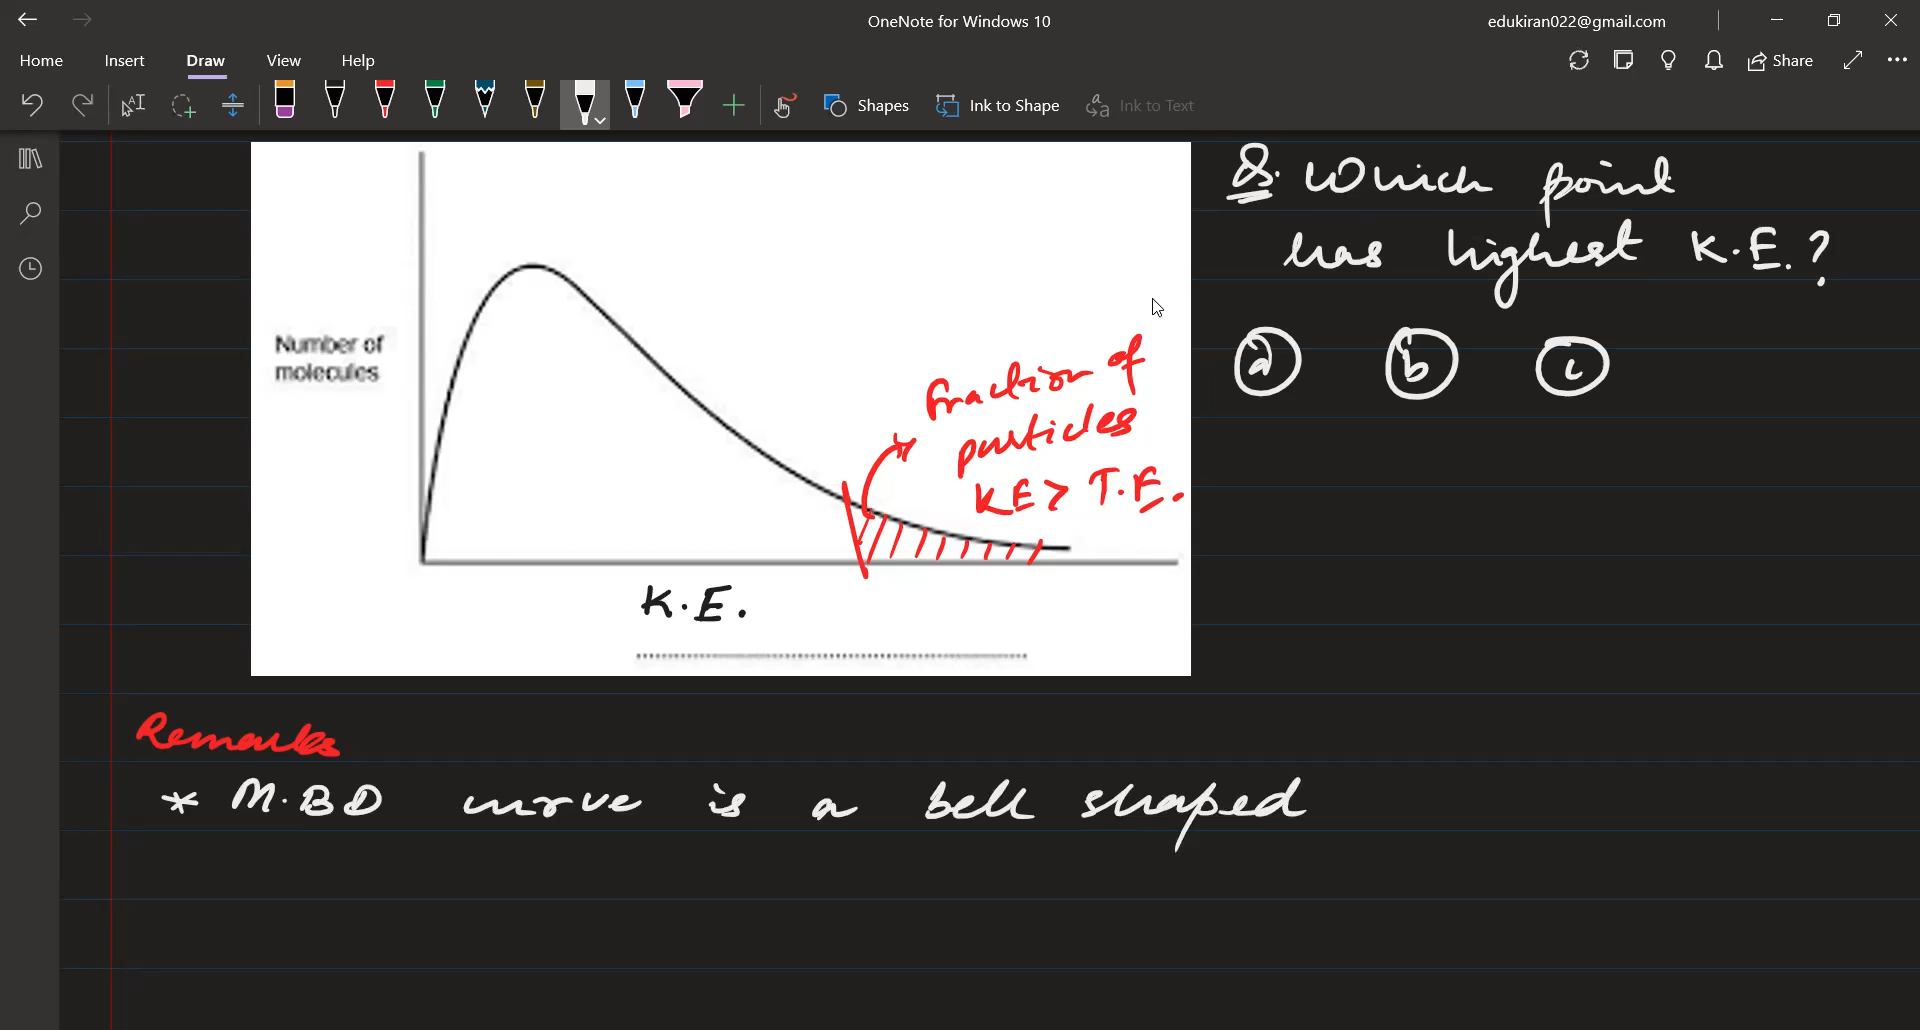 OneNote for Windows 10
edukiran022@gmail.com
Home Insert Draw View Help
Share
Shapes Ink to Shape Ink to Text
Q. Which point
has highest K.E.?
a b c
Number of
molecules
fraction of
particles
KE > T.E.
K.E.
Remarks
* M.BD curve is a bell shaped